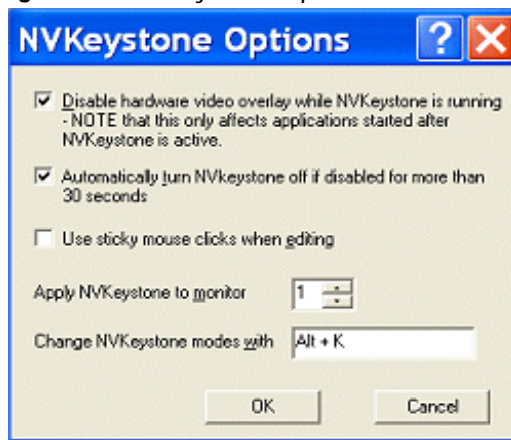 NVKeystone Options
Disable hardware video overlay while NVKeystone is running
- NOTE that this only affects applications started after
NVKeystone is active.
Automatically turn NVkeystone off if disabled for more than
30 seconds
Use sticky mouse clicks when editing
Apply NVKeystone to monitor 1
Change NVKeystone modes with Alt + K
OK Cancel